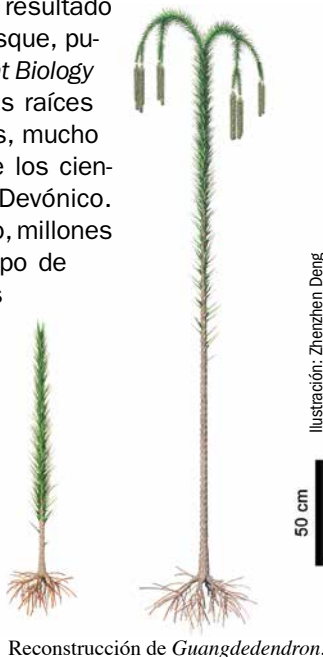 resultado
sque, pu-
nt Biology
s raíces
s, mucho
e los cien-
Devónico.
o, millones
po de
s
Ilustración: Zhenzhen Deng
50 cm
Reconstrucción de Guangdedendron.